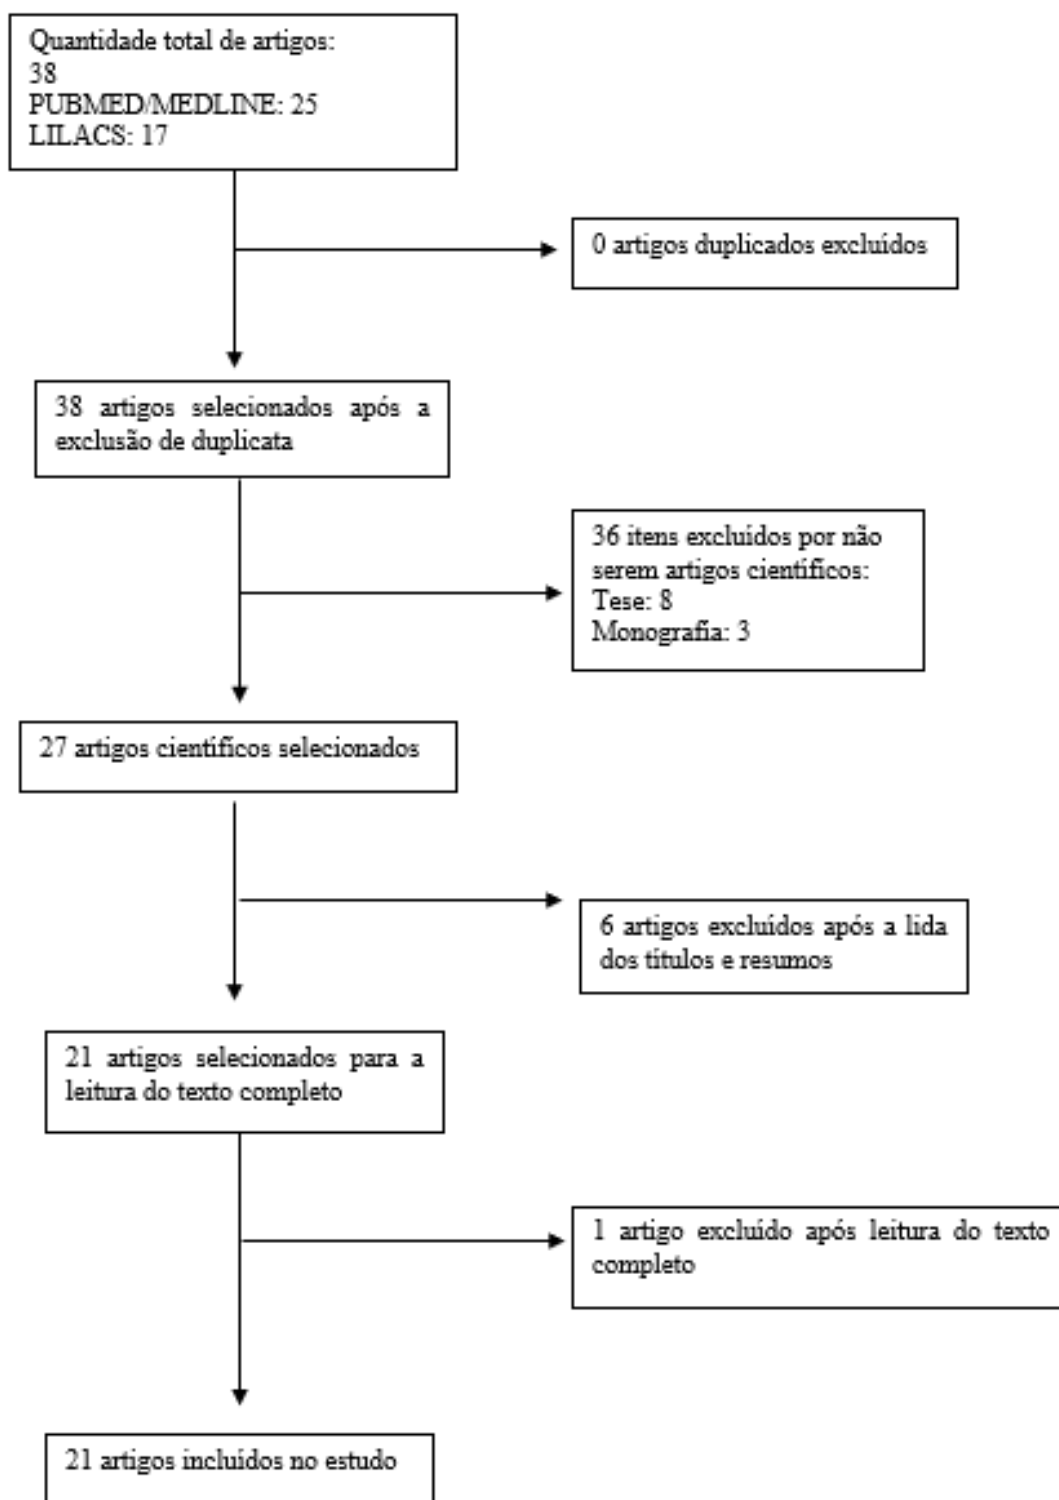 Quantidade total de artigos:
38
PUBMED/MEDLINE: 25
LILACS: 17
0 artigos duplicados excluídos
38 artigos selecionados após a
exclusão de duplicata
36 itens excluídos por não
serem artigos científicos:
Tese: 8
Monografia: 3
27 artigos científicos selecionados
6 artigos excluídos após a lida
dos títulos e resumos
21 artigos selecionados para a
leitura do texto completo
1 artigo excluído após leitura do texto
completo
21 artigos incluídos no estudo